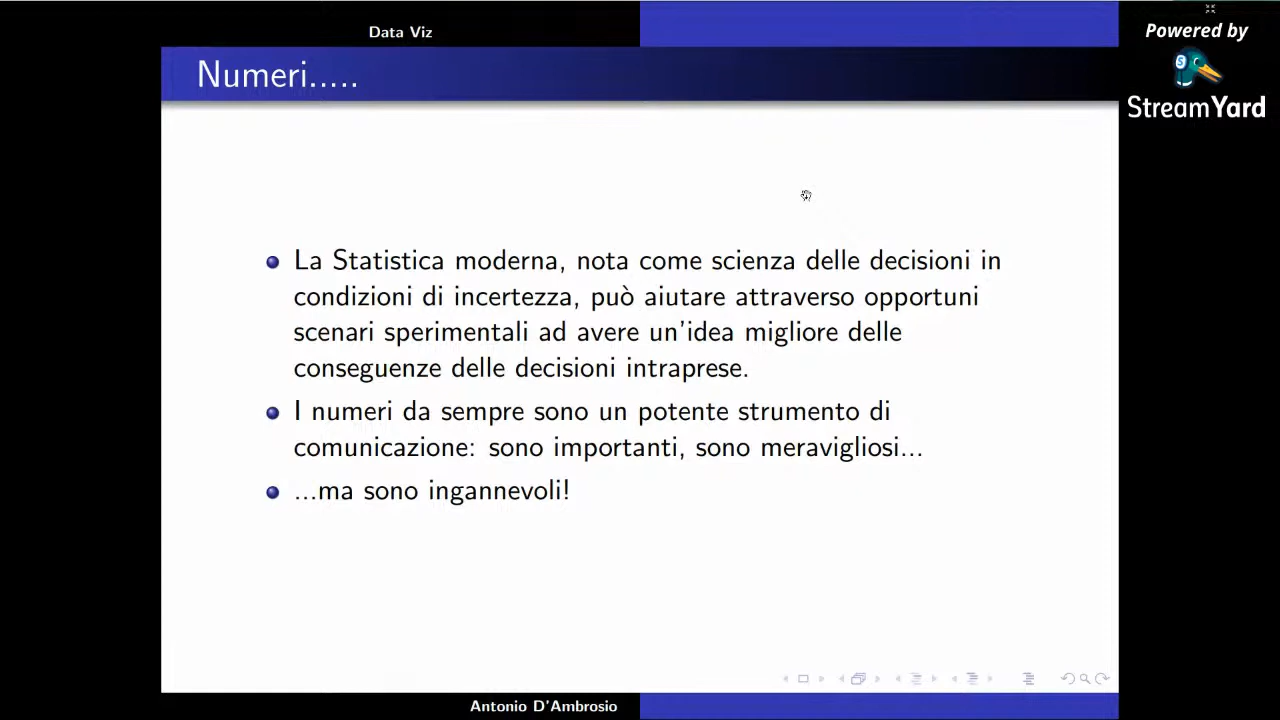 Data Viz
Powered by
StreamYard
Numeri.....
La Statistica moderna, nota come scienza delle decisioni in
condizioni di incertezza, può aiutare attraverso opportuni
scenari sperimentali ad avere un'idea migliore delle
conseguenze delle decisioni intraprese.
I numeri da sempre sono un potente strumento di
comunicazione: sono importanti, sono meravigliosi...
...ma sono ingannevoli!
Antonio D'Ambrosio